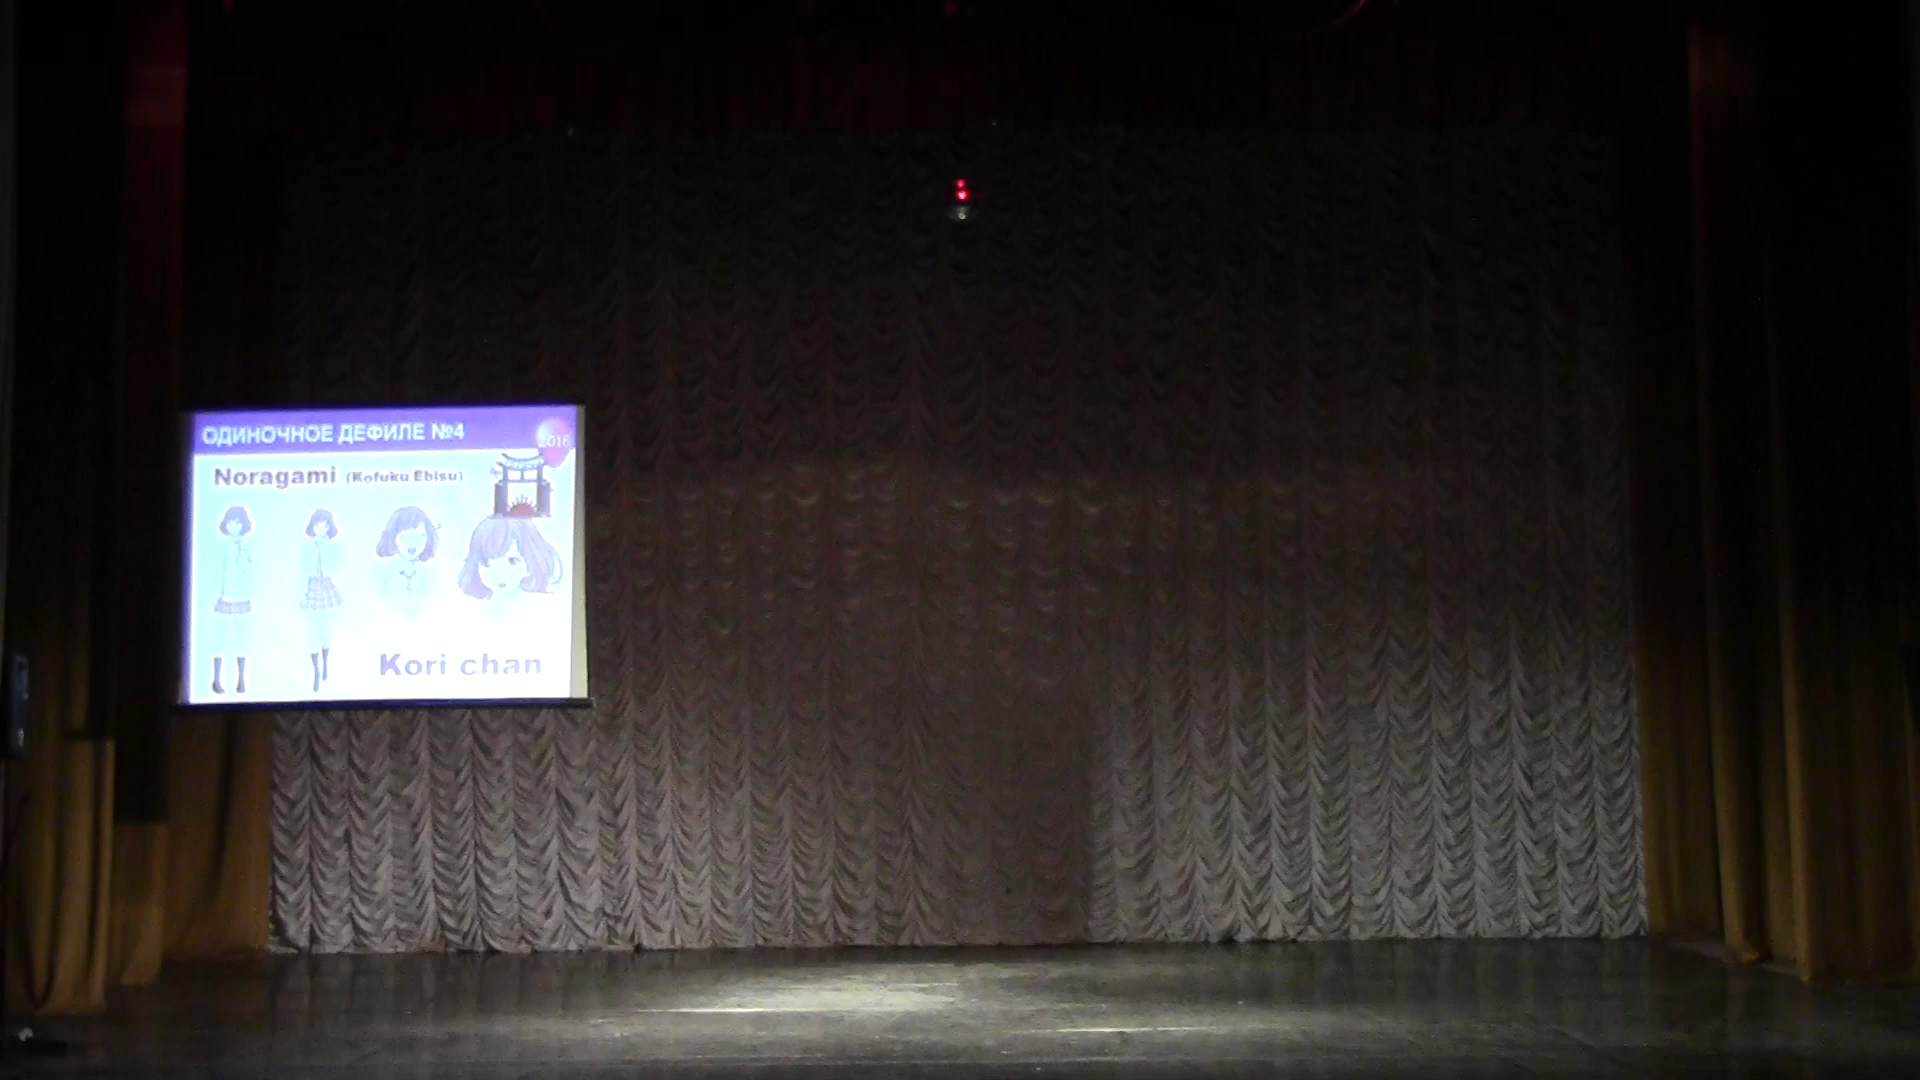 ОДИНОЧНОЕ ДЕФИЛЕ №4
2016
Noragami (Kofuku Ebisu)
Kori chan